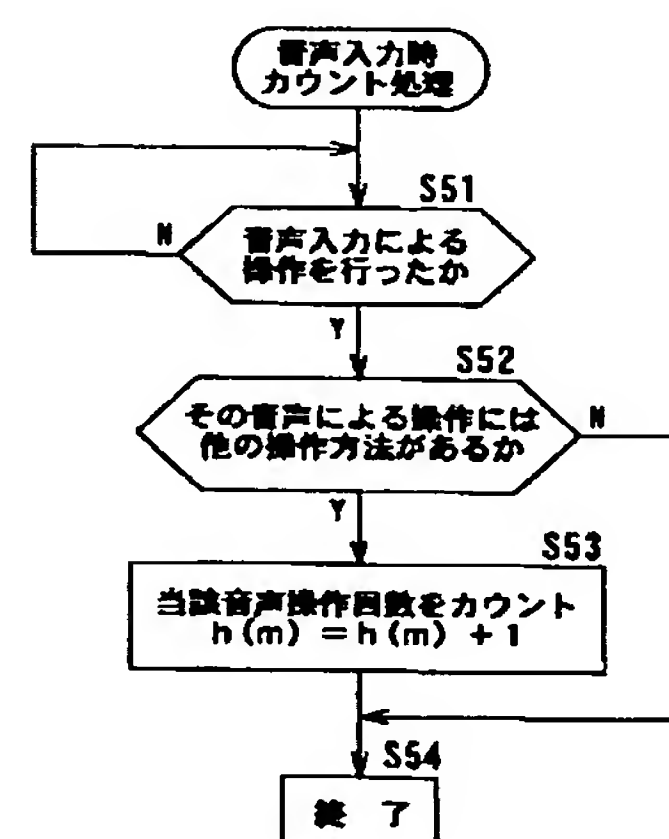 音声入力時
カウント処理
S51
音声入力による
操作を行ったか
N
Y
S52
その音声による操作には
他の操作方法があるか
N
Y
S53
当該音声操作回数をカウント
h(m) = h(m) + 1
S54
終 了